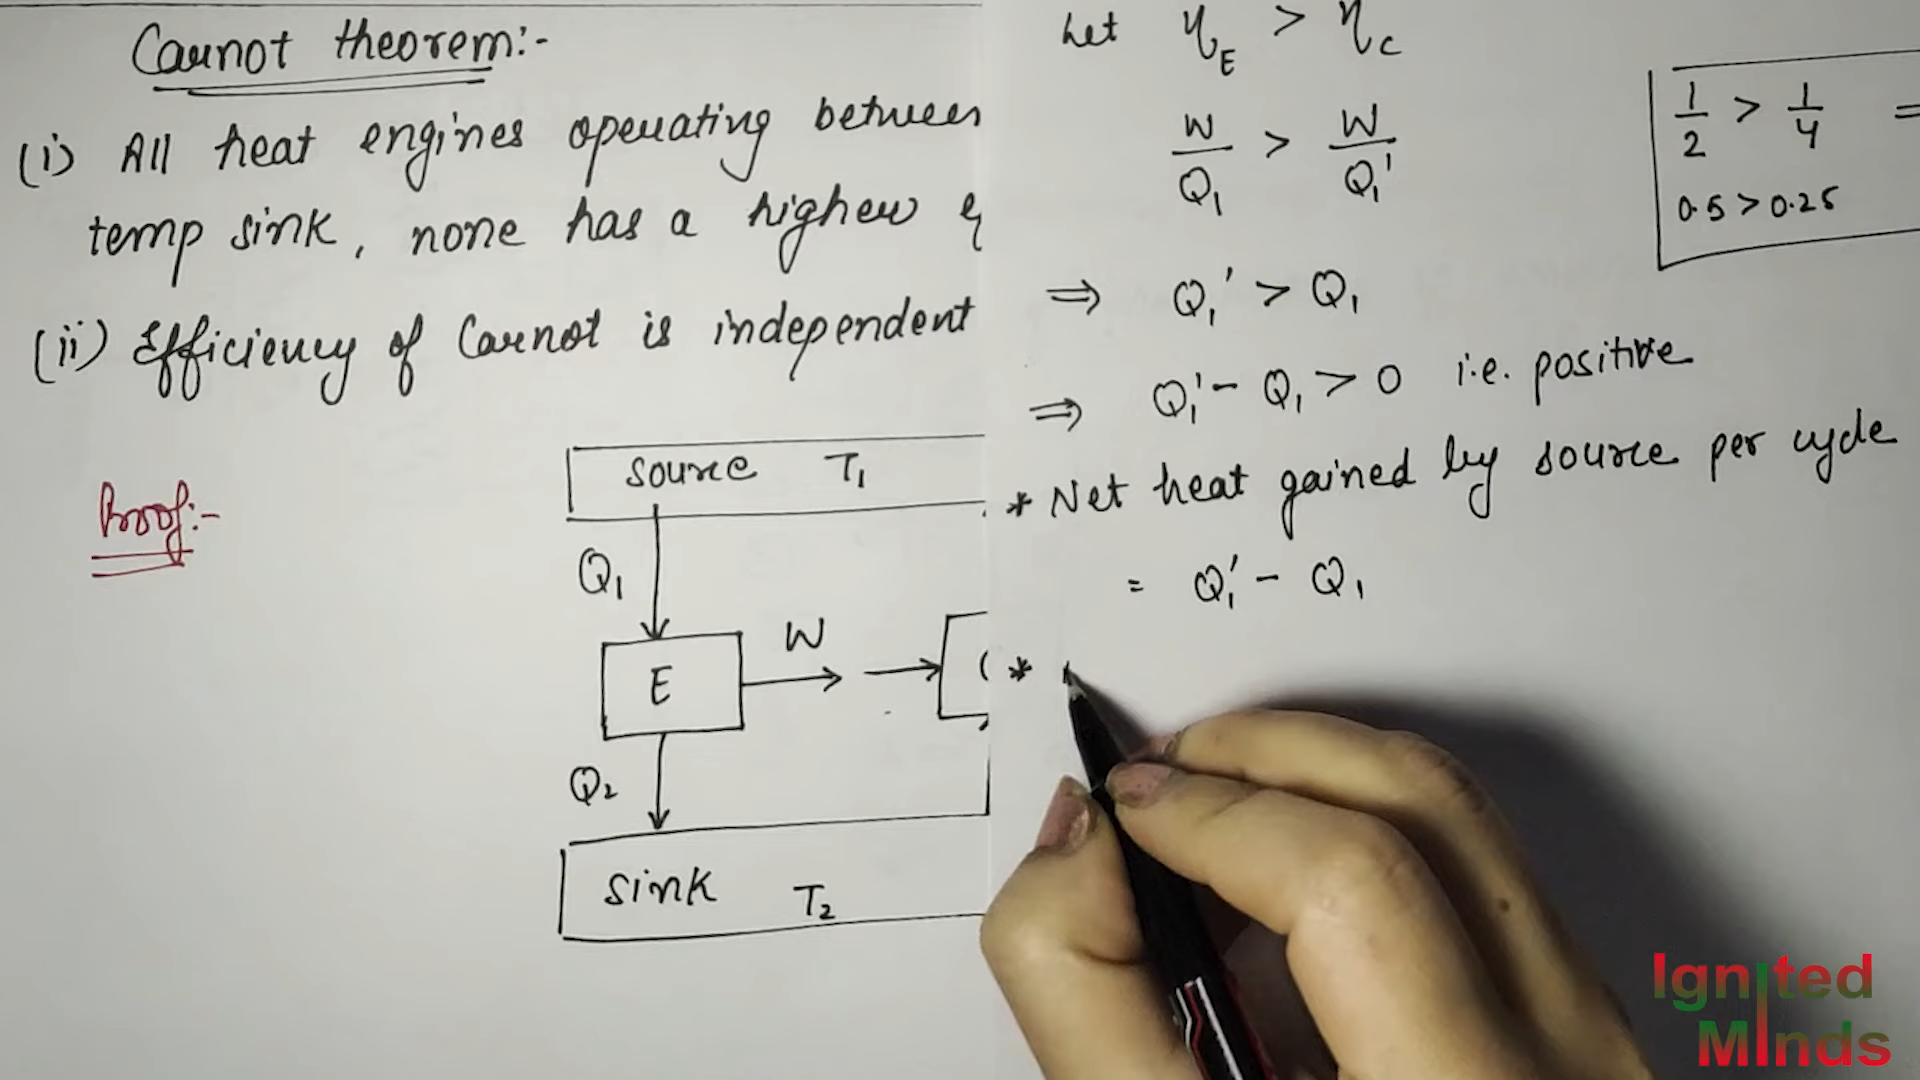 Carnot theorem:-
(i) All heat engines operating between
temp sink, none has a higher
(ii) Efficiency of Carnot is independent
Proof:-
Source T₁
Q₁
E
W
Q₂
Sink T₂
Let η_E > η_C
W/Q₁ > W/Q₁'
⇒ Q₁' > Q₁
⇒ Q₁' - Q₁ > 0 i.e. positive
* Net heat gained by source per cycle
= Q₁' - Q₁
*
1/2 > 1/4 =
0.5 > 0.25
Ignited
Minds